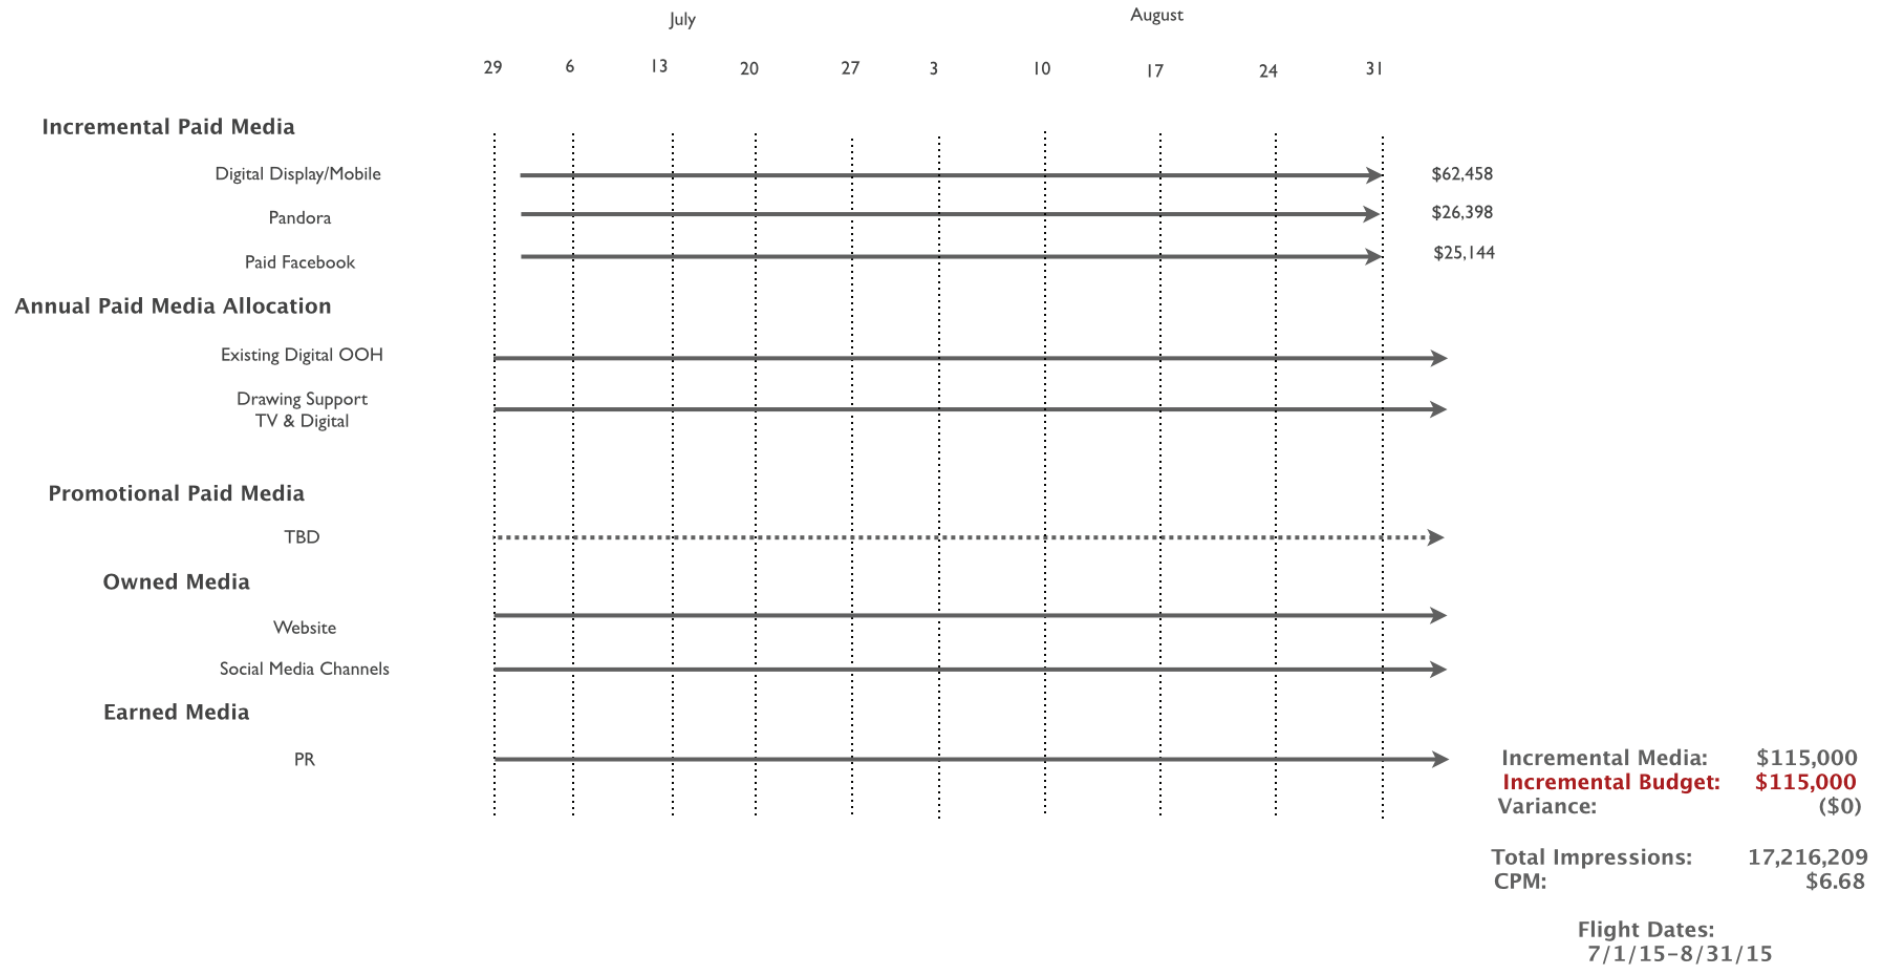 July August
29 6 13 20 27 3 10 17 24 31
Incremental Paid Media
Digital Display/Mobile $62,458
Pandora $26,398
Paid Facebook $25,144
Annual Paid Media Allocation
Existing Digital OOH
Drawing Support
TV & Digital
Promotional Paid Media
TBD
Owned Media
Website
Social Media Channels
Earned Media
PR
Incremental Media: $115,000
Incremental Budget: $115,000
Variance: ($0)
Total Impressions: 17,216,209
CPM: $6.68
Flight Dates:
7/1/15-8/31/15